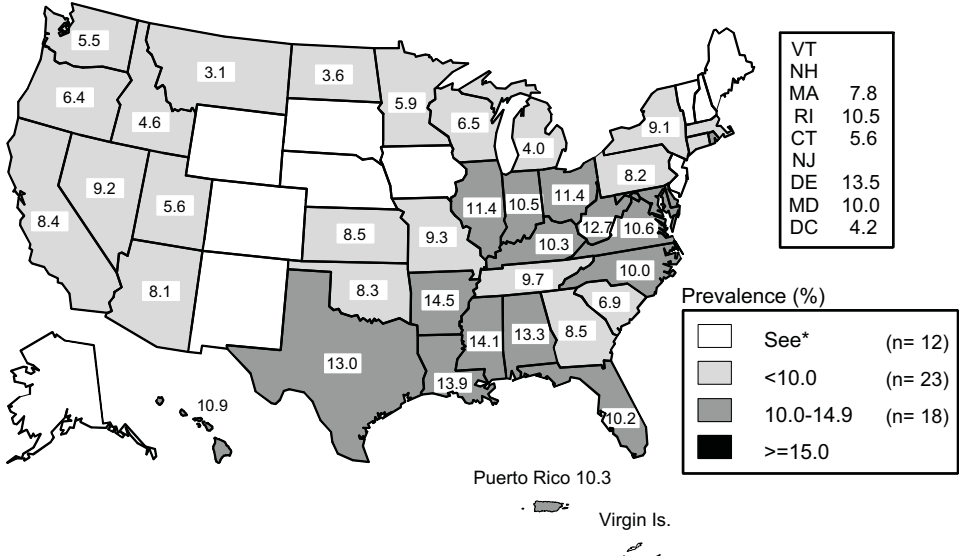 5.5
3.1
3.6
6.4
4.6
5.9
6.5
4.0
9.1
8.2
9.2
5.6
8.4
8.5
9.3
11.4
10.5
11.4
12.7
10.6
10.3
8.1
8.3
14.5
9.7
10.0
6.9
13.0
13.9
14.1
13.3
8.5
10.2
10.9
VT
NH
MA 7.8
RI 10.5
CT 5.6
NJ
DE 13.5
MD 10.0
DC 4.2
Prevalence (%)
See* (n= 12)
<10.0 (n= 23)
10.0-14.9 (n= 18)
>=15.0
Puerto Rico 10.3
Virgin Is.